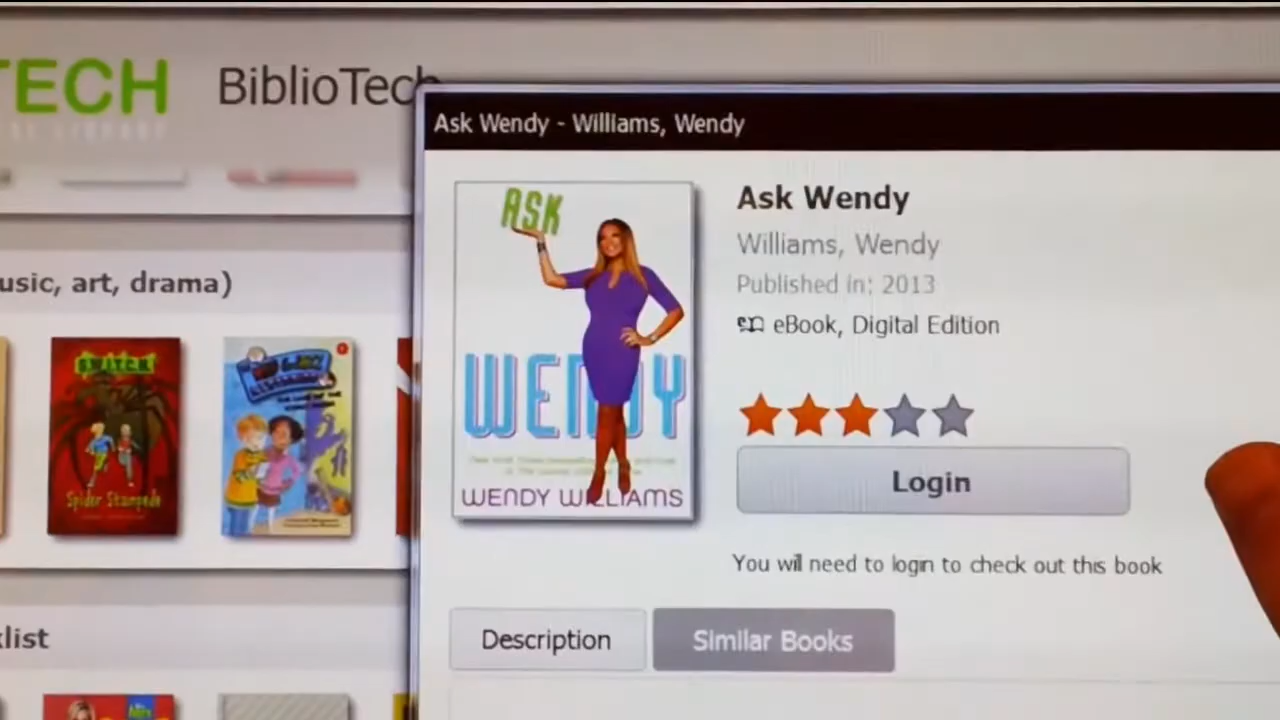 TECH
BiblioTech
Ask Wendy - Williams, Wendy
usic, art, drama)
SWITCH
Spider Stampede
ASK
WENDY
WENDY WILLIAMS
Ask Wendy
Williams, Wendy
Published in: 2013
eBook, Digital Edition
Login
You will need to login to check out this book
Description
Similar Books
klist